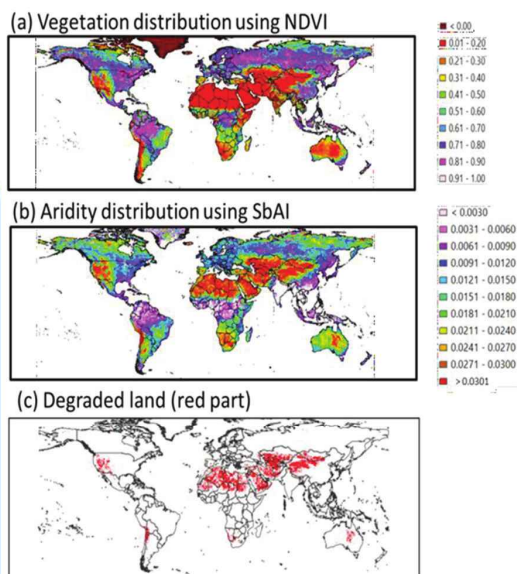 (a) Vegetation distribution using NDVI
< 0.00
0.01 - 0.20
0.21 - 0.30
0.31 - 0.40
0.41 - 0.50
0.51 - 0.60
0.61 - 0.70
0.71 - 0.80
0.81 - 0.90
0.91 - 1.00
(b) Aridity distribution using SbAI
< 0.0030
0.0031 - 0.0060
0.0061 - 0.0090
0.0091 - 0.0120
0.0121 - 0.0150
0.0151 - 0.0180
0.0181 - 0.0210
0.0211 - 0.0240
0.0241 - 0.0270
0.0271 - 0.0300
>0.0301
(c) Degraded land (red part)